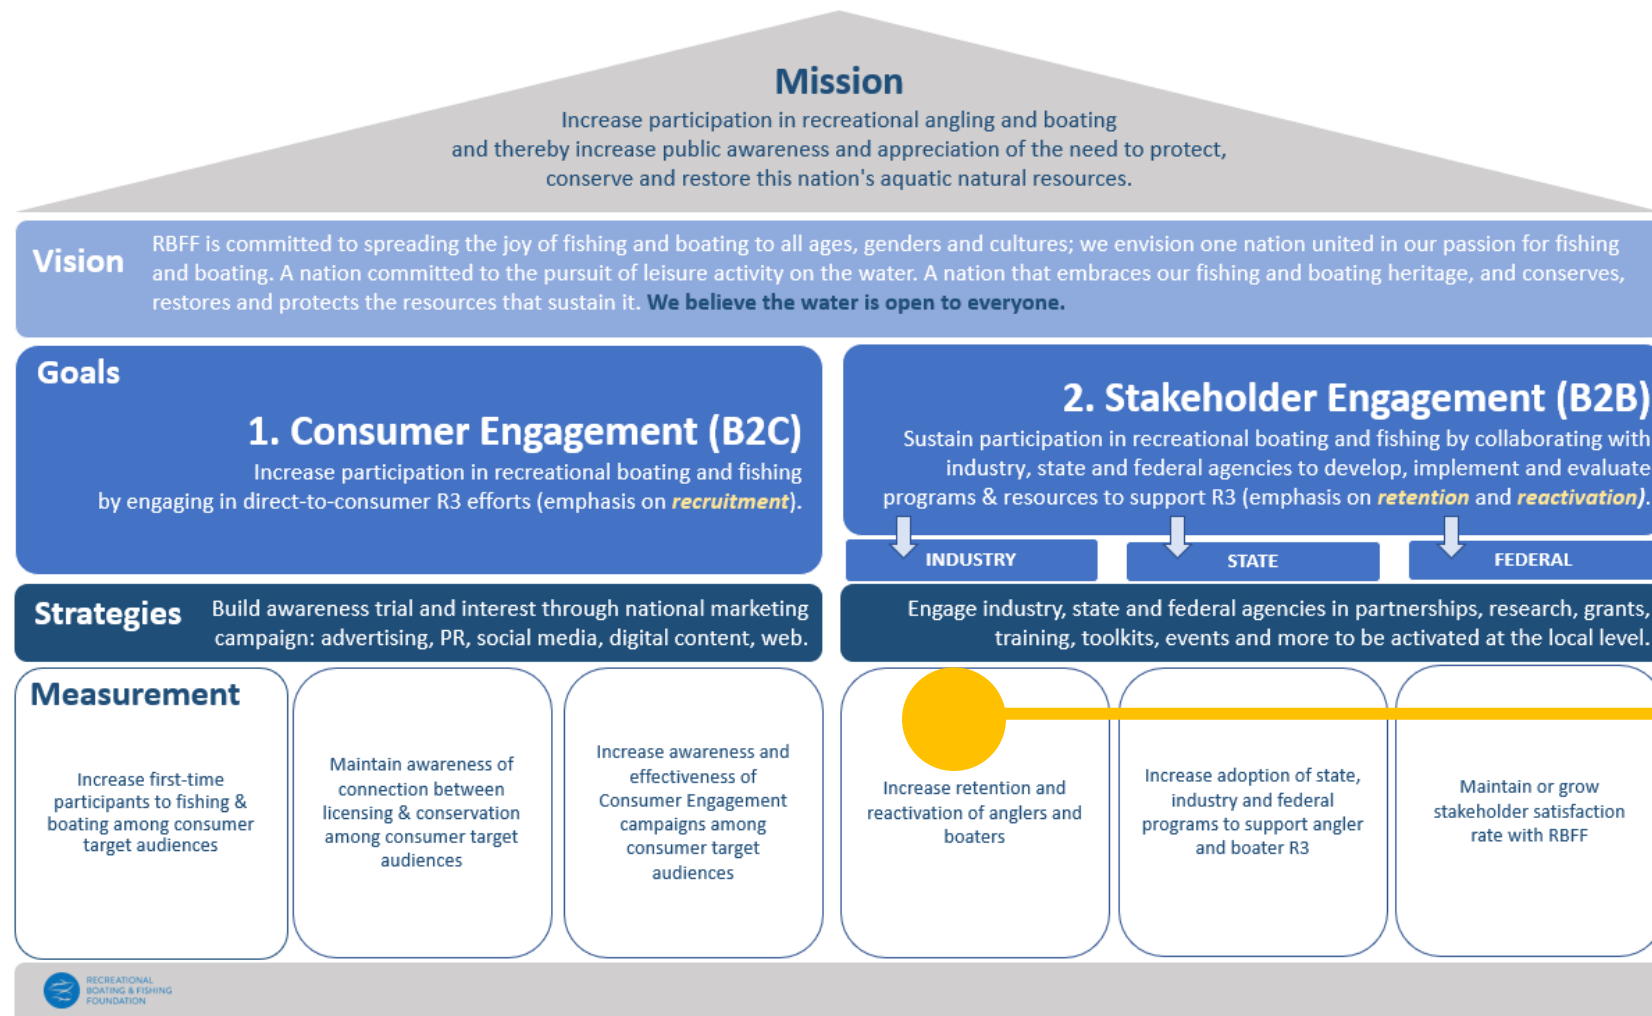 Mission
Increase participation in recreational angling and boating
and thereby increase public awareness and appreciation of the need to protect,
conserve and restore this nation's aquatic natural resources.
Vision
RBFF is committed to spreading the joy of fishing and boating to all ages, genders and cultures; we envision one nation united in our passion for fishing
and boating. A nation committed to the pursuit of leisure activity on the water. A nation that embraces our fishing and boating heritage, and conserves,
restores and protects the resources that sustain it. We believe the water is open to everyone.
Goals
1. Consumer Engagement (B2C)
Increase participation in recreational boating and fishing
by engaging in direct-to-consumer R3 efforts (emphasis on recruitment).
2. Stakeholder Engagement (B2B)
Sustain participation in recreational boating and fishing by collaborating with
industry, state and federal agencies to develop, implement and evaluate
programs & resources to support R3 (emphasis on retention and reactivation).
INDUSTRY
STATE
FEDERAL
Strategies
Build awareness trial and interest through national marketing
campaign: advertising, PR, social media, digital content, web.
Engage industry, state and federal agencies in partnerships, research, grants,
training, toolkits, events and more to be activated at the local level.
Measurement
Increase first-time
participants to fishing &
boating among consumer
target audiences
Maintain awareness of
connection between
licensing & conservation
among consumer target
audiences
Increase awareness and
effectiveness of
Consumer Engagement
campaigns among
consumer target
audiences
Increase retention and
reactivation of anglers and
boaters
Increase adoption of state,
industry and federal
programs to support angler
and boater R3
Maintain or grow
stakeholder satisfaction
rate with RBFF
RECREATIONAL
BOATING & FISHING
FOUNDATION